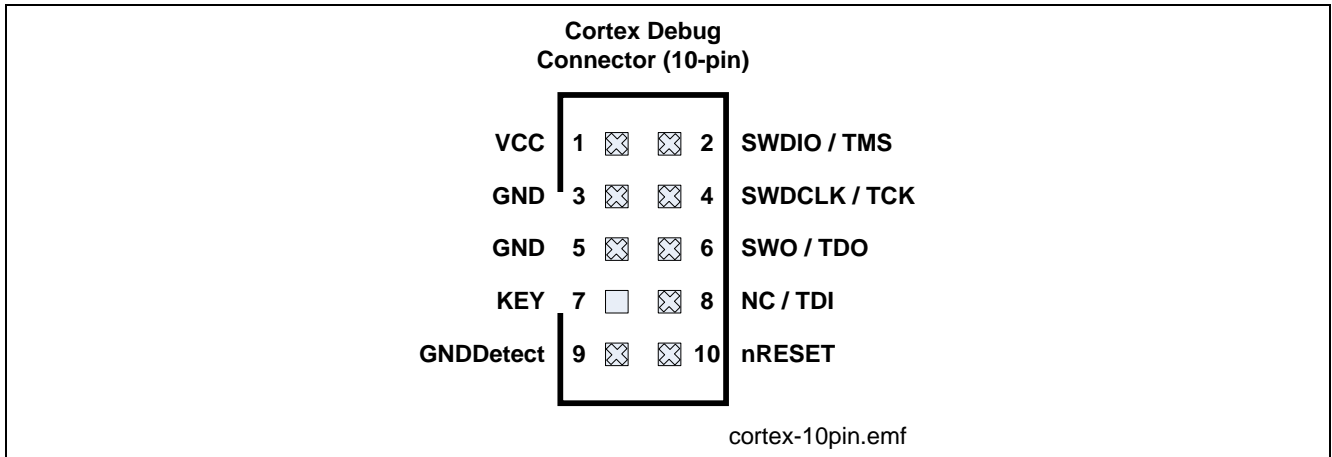 Cortex Debug
Connector (10-pin)
VCC 1 2 SWDIO / TMS
GND 3 4 SWDCLK / TCK
GND 5 6 SWO / TDO
KEY 7 8 NC / TDI
GNDDetect 9 10 nRESET
cortex-10pin.emf